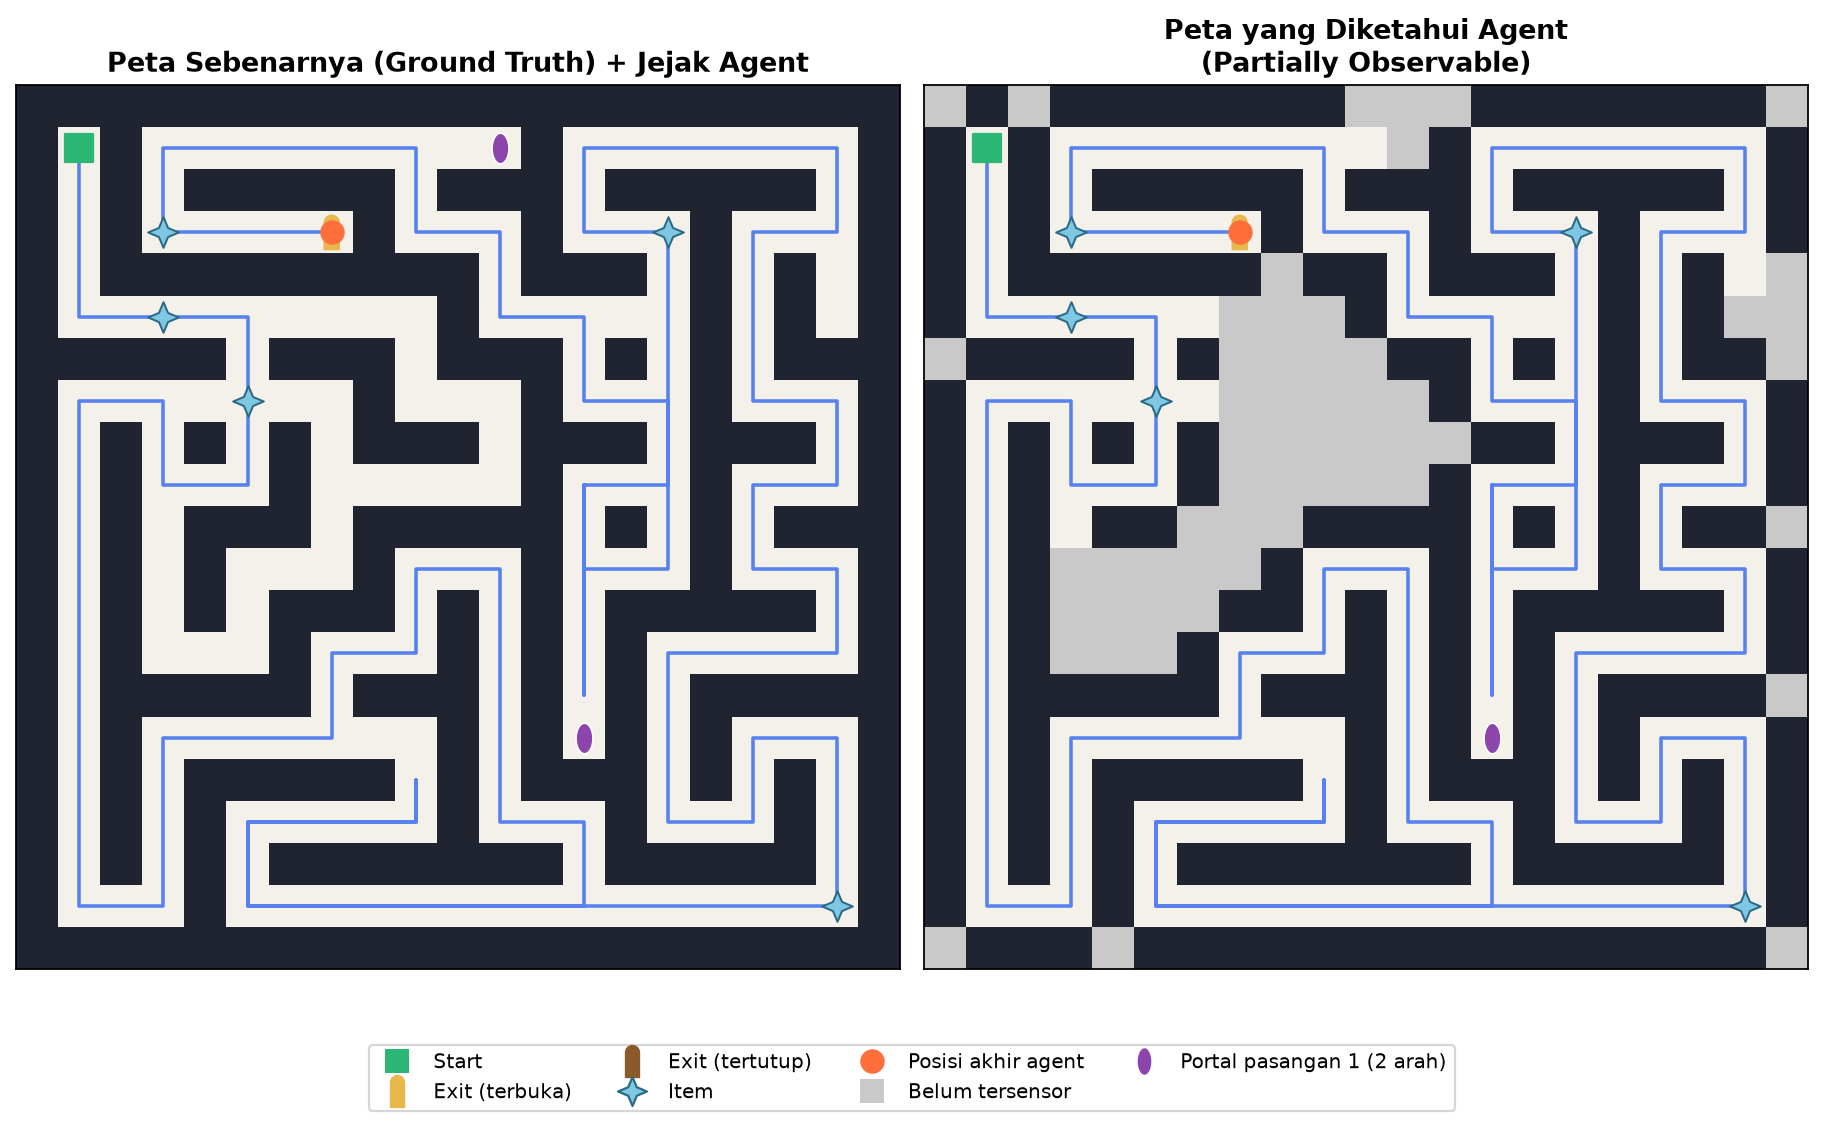 Peta Sebenarnya (Ground Truth) + Jejak Agent
Peta yang Diketahui Agent
(Partially Observable)
Start
Exit (terbuka)
Exit (tertutup)
Item
Posisi akhir agent
Belum tersensor
Portal pasangan 1 (2 arah)